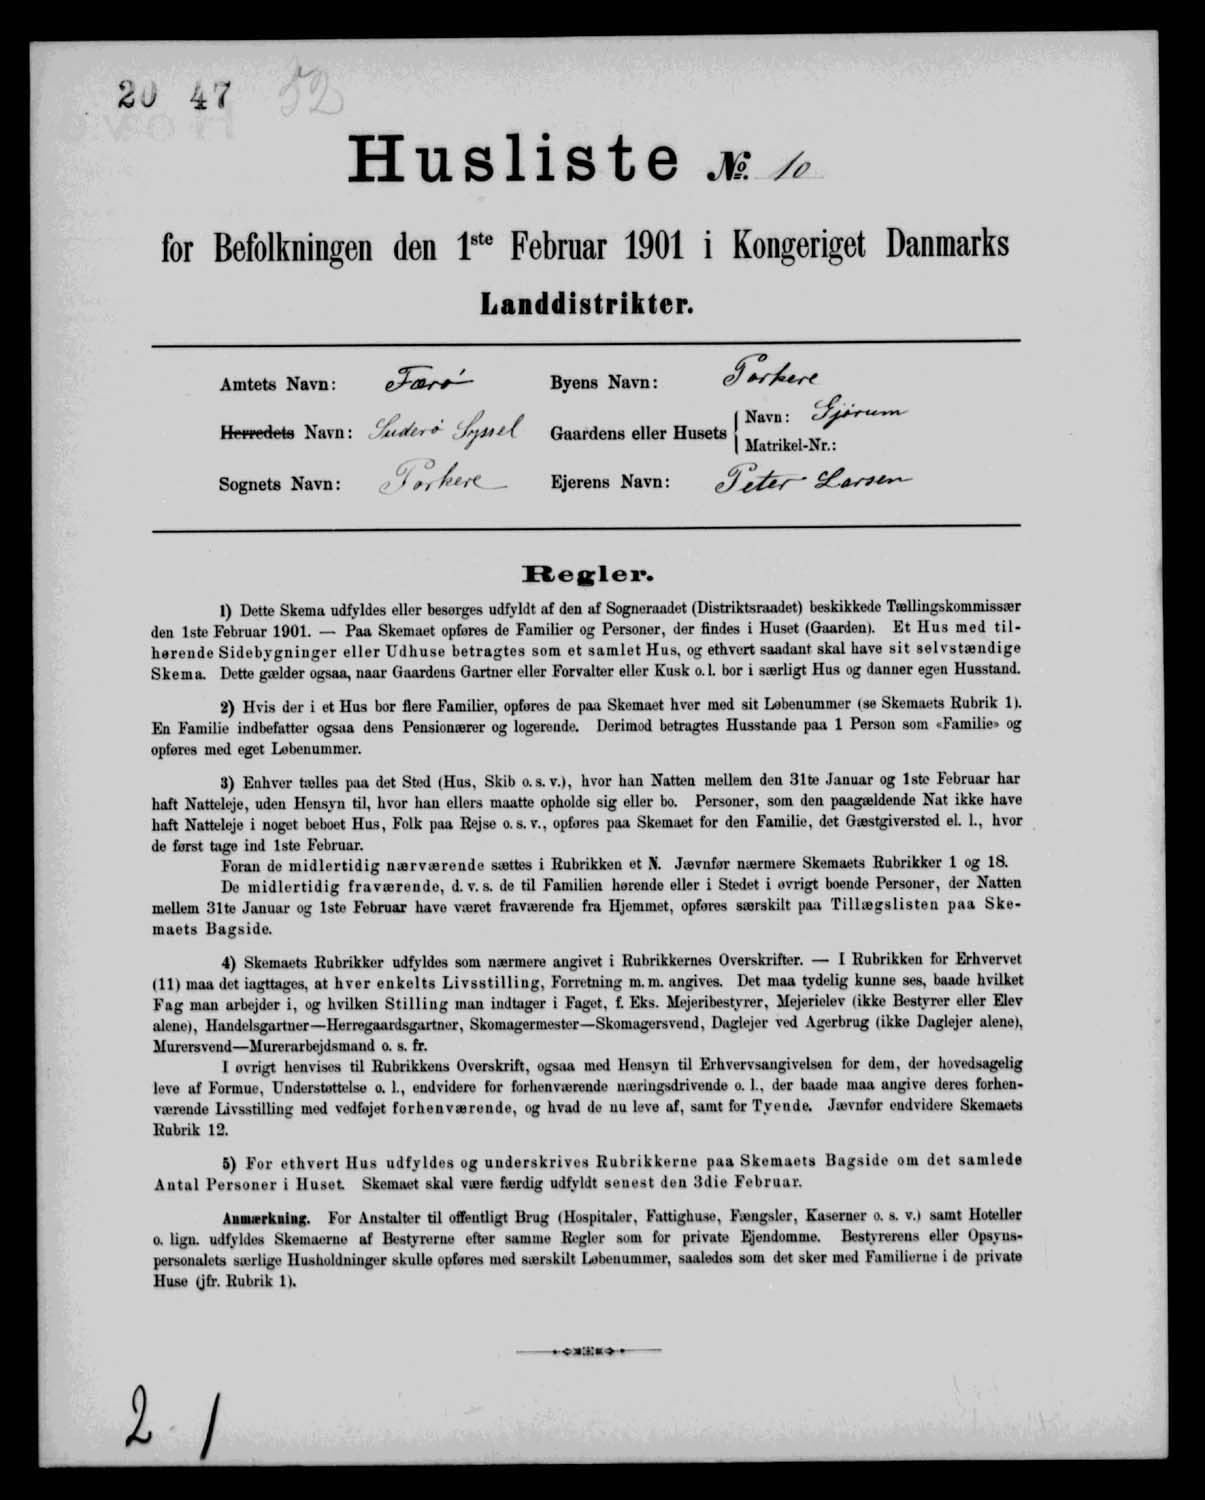 20 47 52
Husliste № 10
for Befolkningen den 1ste Februar 1901 i Kongeriget Danmarks
Landdistrikter.
Amtets Navn: Færö Byens Navn: Porkere
Herredets Navn: Suderö Syssel Gaardens eller Husets { Navn: Gjörum
Matrikel-Nr.:
Sognets Navn: Porkere Ejerens Navn: Peter Larsen
Regler.
1) Dette Skema udfyldes eller besørges udfyldt af den af Sogneraadet (Distriktsraadet) beskikkede Tællingskommissær
den 1ste Februar 1901. — Paa Skemaet opføres de Familier og Personer, der findes i Huset (Gaarden). Et Hus med til-
hørende Sidebygninger eller Udhuse betragtes som et samlet Hus, og ethvert saadant skal have sit selvstændige
Skema. Dette gælder ogsaa, naar Gaardens Gartner eller Forvalter eller Kusk o. l. bor i særligt Hus og danner egen Husstand.
2) Hvis der i et Hus bor flere Familier, opføres de paa Skemaet hver med sit Løbenummer (se Skemaets Rubrik 1).
En Familie indbefatter ogsaa dens Pensionærer og logerende. Derimod betragtes Husstande paa 1 Person som «Familie» og
opføres med eget Løbenummer.
3) Enhver tælles paa det Sted (Hus, Skib o. s. v.), hvor han Natten mellem den 31te Januar og 1ste Februar har
haft Natteleje, uden Hensyn til, hvor han ellers maatte opholde sig eller bo. Personer, som den paagældende Nat ikke have
haft Natteleje i noget beboet Hus, Folk paa Rejse o. s. v., opføres paa Skemaet for den Familie, det Gæstgiversted el. l., hvor
de først tage ind 1ste Februar.
Foran de midlertidig nærværende sættes i Rubrikken et N. Jævnfør nærmere Skemaets Rubrikker 1 og 18.
De midlertidig fraværende, d. v. s. de til Familien hørende eller i Stedet i øvrigt boende Personer, der Natten
mellem 31te Januar og 1ste Februar have været fraværende fra Hjemmet, opføres særskilt paa Tillægslisten paa Ske-
maets Bagside.
4) Skemaets Rubrikker udfyldes som nærmere angivet i Rubrikkernes Overskrifter. — I Rubrikken for Erhvervet
(11) maa det iagttages, at hver enkelts Livsstilling, Forretning m. m. angives. Det maa tydelig kunne ses, baade hvilket
Fag man arbejder i, og hvilken Stilling man indtager i Faget, f. Eks. Mejeribestyrer, Mejerielev (ikke Bestyrer eller Elev
alene), Handelsgartner—Herregaardsgartner, Skomagermester—Skomagersvend, Daglejer ved Agerbrug (ikke Daglejer alene),
Murersvend—Murerarbejdsmand o. s. fr.
I øvrigt henvises til Rubrikkens Overskrift, ogsaa med Hensyn til Erhvervsangivelsen for dem, der hovedsagelig
leve af Formue, Understøttelse o. l., endvidere for forhenværende næringsdrivende o. l., der baade maa angive deres forhen-
værende Livsstilling med vedføjet forhenværende, og hvad de nu leve af, samt for Tyende. Jævnfør endvidere Skemaets
Rubrik 12.
5) For ethvert Hus udfyldes og underskrives Rubrikkerne paa Skemaets Bagside om det samlede
Antal Personer i Huset. Skemaet skal være færdig udfyldt senest den 3die Februar.
Anmærkning. For Anstalter til offentligt Brug (Hospitaler, Fattighuse, Fængsler, Kaserner o. s. v.) samt Hoteller
o. lign. udfyldes Skemaerne af Bestyrerne efter samme Regler som for private Ejendomme. Bestyrerens eller Opsyns-
personalets særlige Husholdninger skulle opføres med særskilt Løbenummer, saaledes som det sker med Familierne i de private
Huse (jfr. Rubrik 1).
2 1